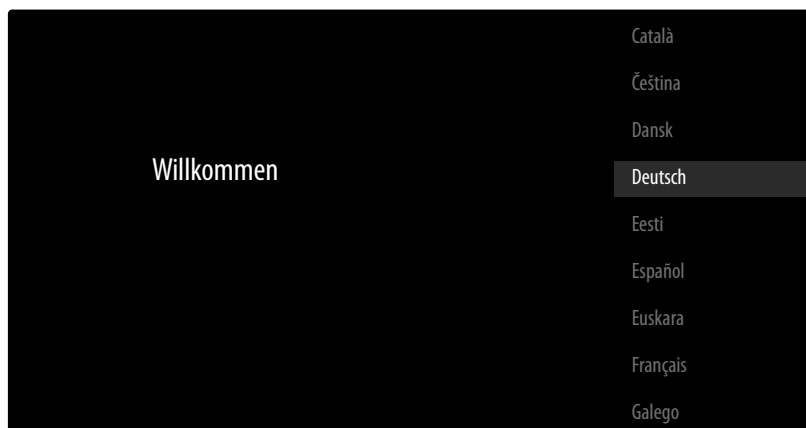 Willkommen
Català
Čeština
Dansk
Deutsch
Eesti
Español
Euskara
Français
Galego